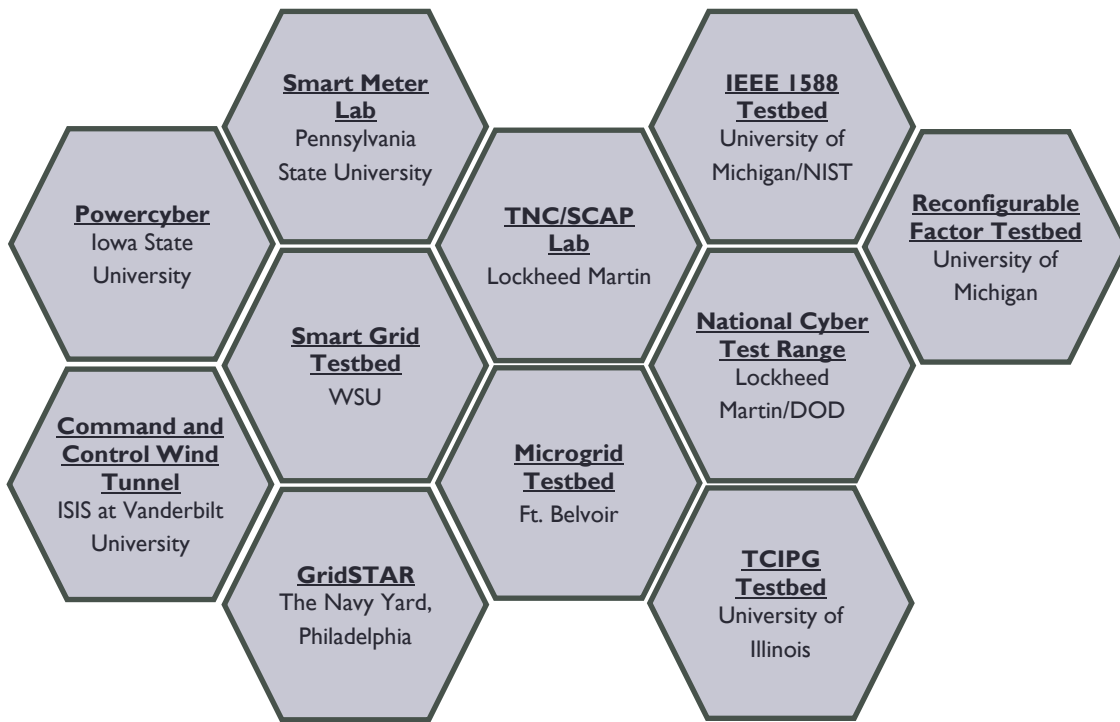 Smart Meter
Lab
Pennsylvania
State University
IEEE 1588
Testbed
University of
Michigan/NIST
Powercyber
Iowa State
University
TNC/SCAP
Lab
Lockheed Martin
Reconfigurable
Factor Testbed
University of
Michigan
Smart Grid
Testbed
WSU
National Cyber
Test Range
Lockheed
Martin/DOD
Command and
Control Wind
Tunnel
ISIS at Vanderbilt
University
Microgrid
Testbed
Ft. Belvoir
GridSTAR
The Navy Yard,
Philadelphia
TCIPG
Testbed
University of
Illinois